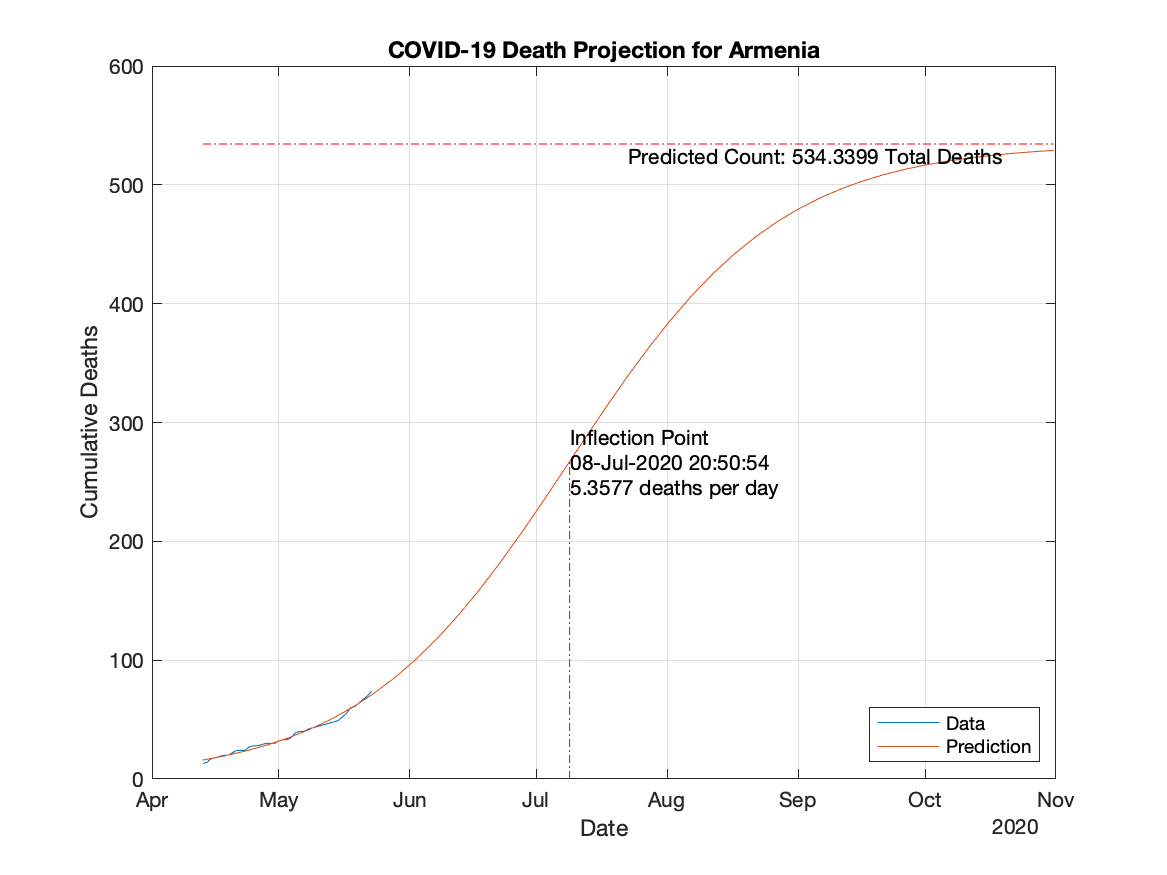 COVID-19 Death Projection for Armenia
600
500
400
300
200
100
0
Cumulative Deaths
Predicted Count: 534.3399 Total Deaths
Inflection Point
08-Jul-2020 20:50:54
5.3577 deaths per day
Data
Prediction
Apr May Jun Jul Aug Sep Oct Nov
Date
2020